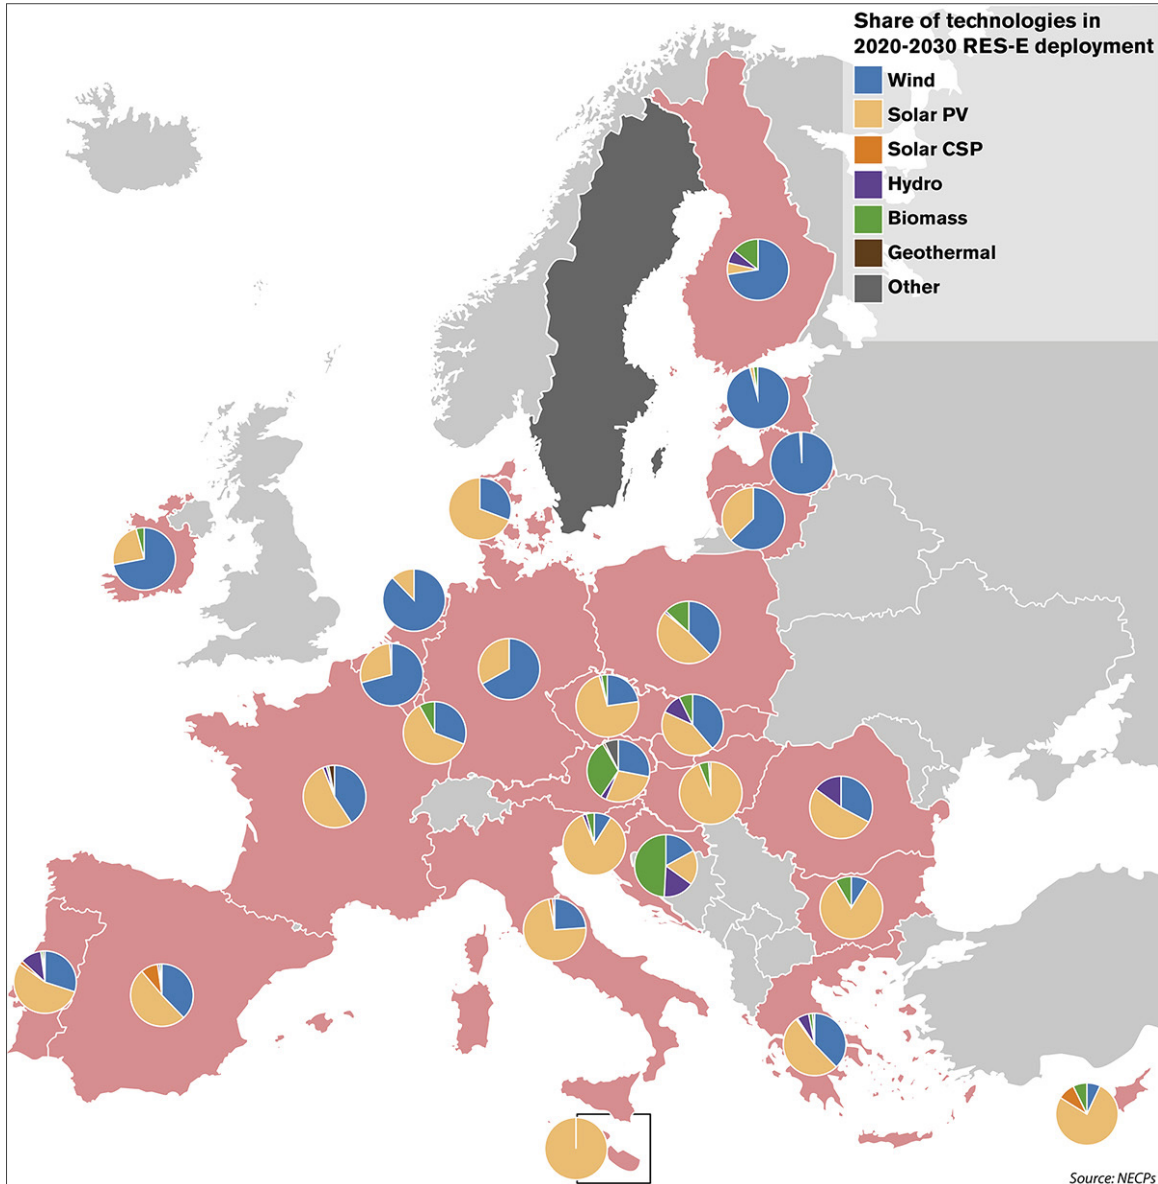 Share of technologies in
2020-2030 RES-E deployment
Wind
Solar PV
Solar CSP
Hydro
Biomass
Geothermal
Other
Source: NECPs